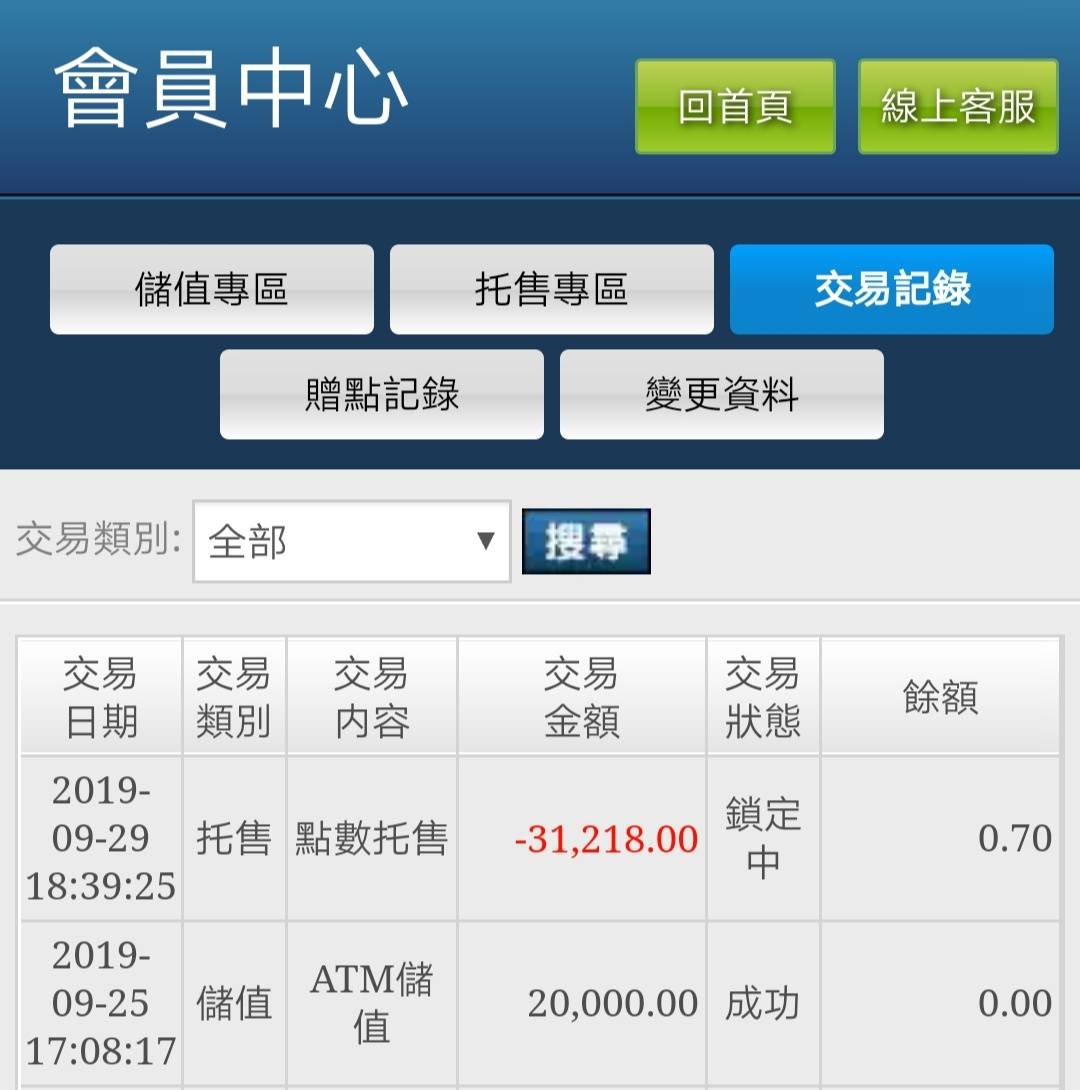 會員中心
回首頁
線上客服
儲值專區
托售專區
交易記錄
贈點記錄
變更資料
交易類別:
全部
搜尋
交易
日期
交易
類別
交易
內容
交易
金額
交易
狀態
餘額
2019-
09-29
18:39:25
托售
點數托售
-31,218.00
鎖定
中
0.70
2019-
09-25
17:08:17
儲值
ATM儲
值
20,000.00
成功
0.00